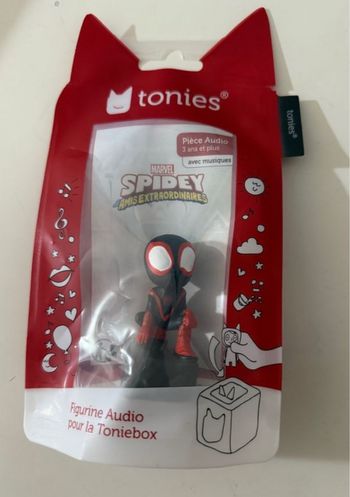 tonies®
tonies®
Pièce Audio
3 ans et plus
avec musiques
MARVEL
SPIDEY
AMIS EXTRAORDINAIRES
Figurine Audio
pour la Toniebox